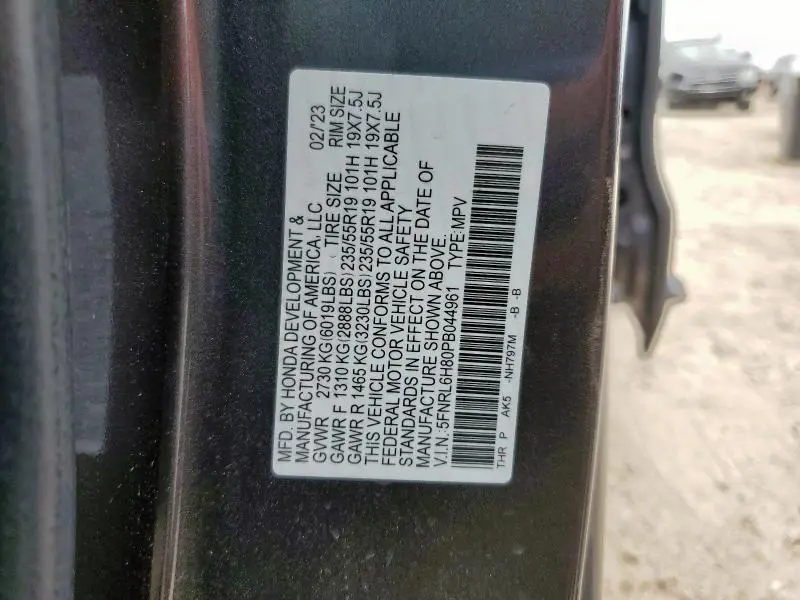 MFD. BY HONDA DEVELOPMENT & 02/23
MANUFACTURING OF AMERICA, LLC
GVWR 2730 KG(6019LBS) TIRE SIZE RIM SIZE
GAWR F 1310 KG(2888LBS)235/55R19 101H 19X7.5J
GAWR R 1465 KG(3230LBS)235/55R19 101H 19X7.5J
THIS VEHICLE CONFORMS TO ALL APPLICABLE
FEDERAL MOTOR VEHICLE SAFETY
STANDARDS IN EFFECT ON THE DATE OF
MANUFACTURE SHOWN ABOVE.
V.I.N.:5FNRL6H80PB044961 TYPE:MPV
THR P AK5 -NH797M -B -B